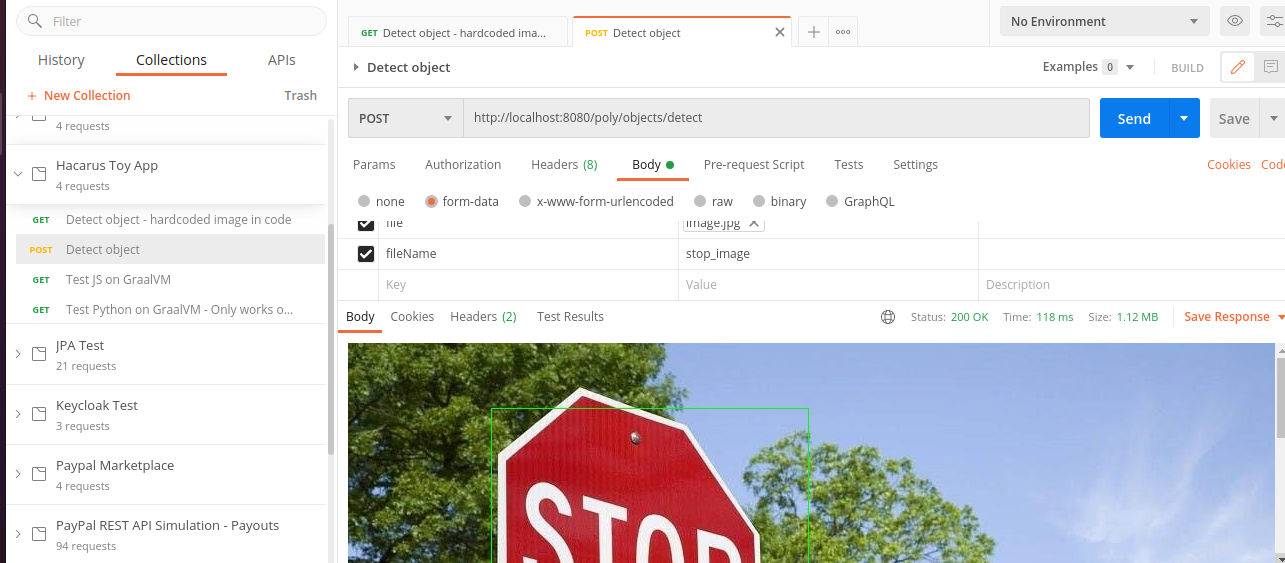 Filter
History Collections APIs
+ New Collection Trash
4 requests
Hacarus Toy App
4 requests
GET Detect object - hardcoded image in code
POST Detect object
GET Test JS on GraalVM
GET Test Python on GraalVM - Only works o...
JPA Test
21 requests
Keycloak Test
3 requests
Paypal Marketplace
4 requests
PayPal REST API Simulation - Payouts
94 requests
GET Detect object - hardcoded ima...
POST Detect object
No Environment
Detect object
Examples 0
BUILD
POST http://localhost:8080/poly/objects/detect
Send
Save
Params Authorization Headers (8) Body Pre-request Script Tests Settings
Cookies Code
none form-data x-www-form-urlencoded raw binary GraphQL
file image.jpg
fileName stop_image
Key Value Description
Body Cookies Headers (2) Test Results
Status: 200 OK Time: 118 ms Size: 1.12 MB
Save Response
STOP